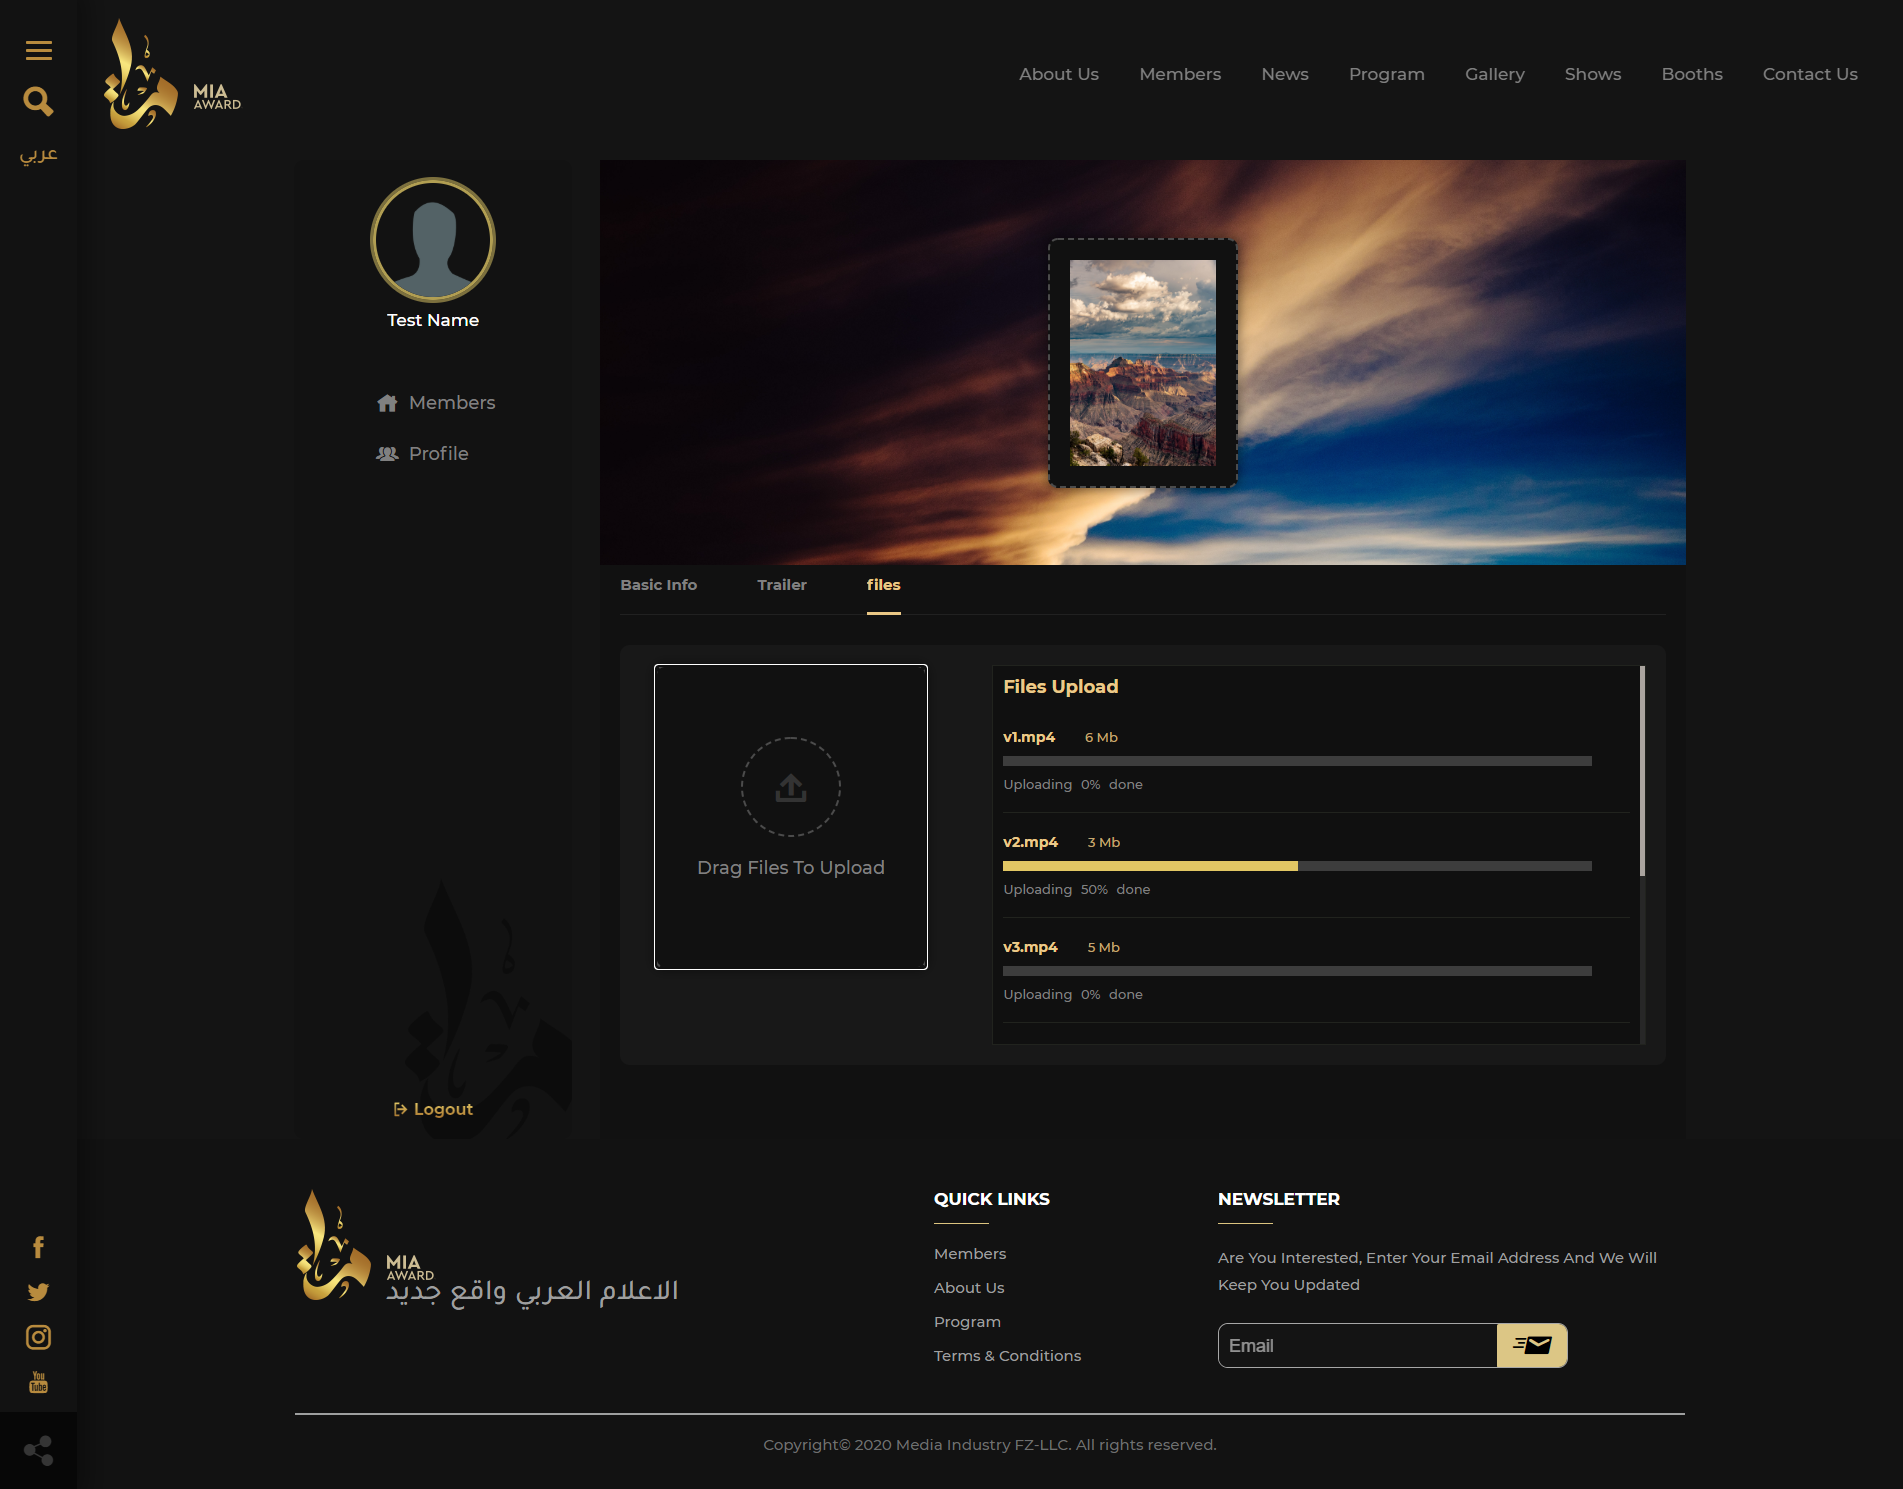 عربي
MIA
AWARD
About Us
Members
News
Program
Gallery
Shows
Booths
Contact Us
Test Name
Members
Profile
Logout
Basic Info
Trailer
files
Drag Files To Upload
Files Upload
v1.mp4 6 Mb
Uploading 0% done
v2.mp4 3 Mb
Uploading 50% done
v3.mp4 5 Mb
Uploading 0% done
MIA
AWARD
الاعلام العربي واقع جديد
QUICK LINKS
Members
About Us
Program
Terms & Conditions
NEWSLETTER
Are You Interested, Enter Your Email Address And We Will
Keep You Updated
Email
You
Tube
Copyright© 2020 Media Industry FZ-LLC. All rights reserved.